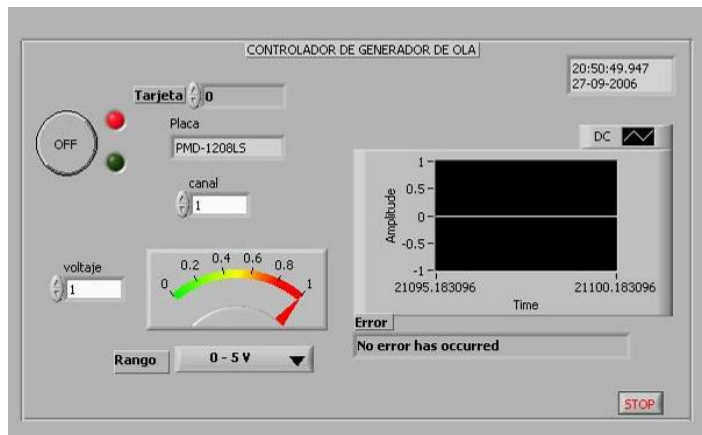 CONTROLADOR DE GENERADOR DE OLA
20:50:49.947
27-09-2006
Tarjeta 0
OFF
Placa
PMD-1208LS
canal
1
voltaje
1
0 0.2 0.4 0.6 0.8 1
Rango 0 - 5 V
DC
Amplitude
1
0.5
0
-0.5
-1
21095.183096 21100.183096
Time
Error
No error has occurred
STOP